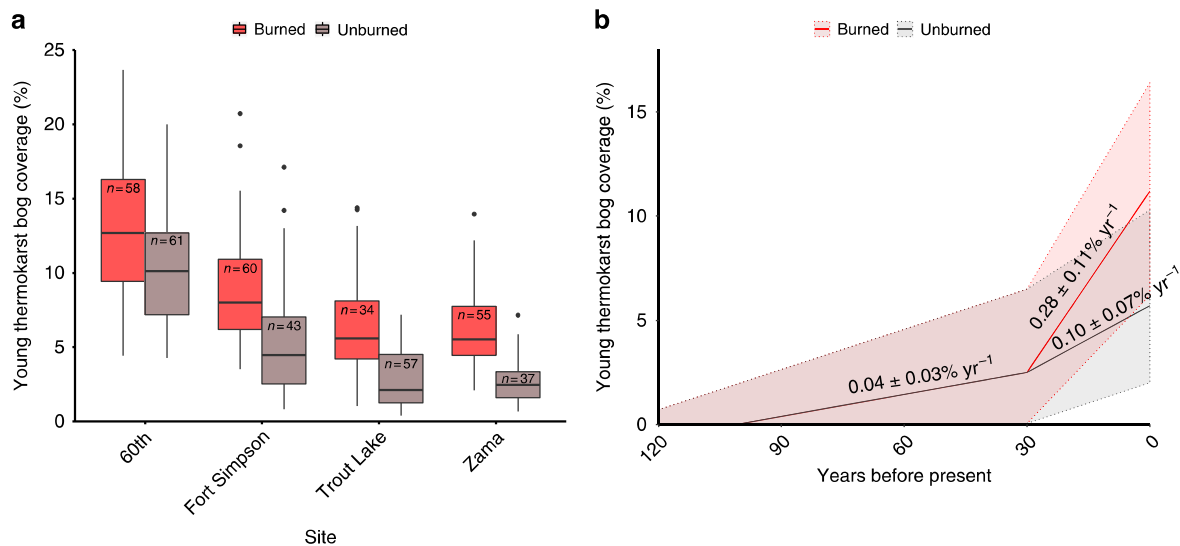 a
Burned Unburned
Young thermokarst bog coverage (%)
25
20
15
10
5
0
n=58
n=61
n=60
n=43
n=34
n=57
n=55
n=37
60th
Fort Simpson
Trout Lake
Zama
Site
b
Burned Unburned
Young thermokarst bog coverage (%)
15
10
5
0
0.28 ± 0.11% yr⁻¹
0.10 ± 0.07% yr⁻¹
0.04 ± 0.03% yr⁻¹
120
90
60
30
0
Years before present